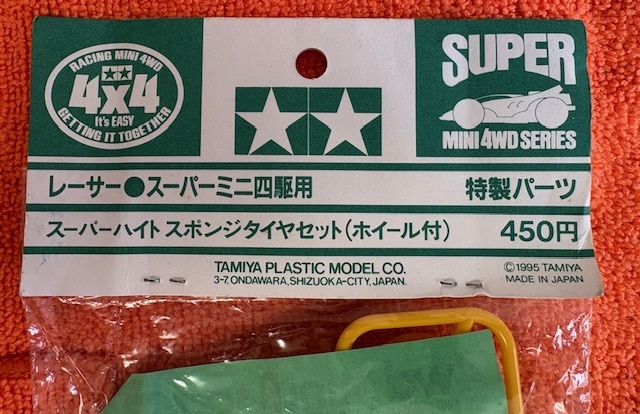 RACING MINI 4WD
4x4
It's EASY
GETTING IT TOGETHER
SUPER
MINI 4WD SERIES
レーサー●スーパーミニ四駆用 特製パーツ
スーパーハイト スポンジタイヤセット(ホイール付) 450円
TAMIYA PLASTIC MODEL CO.
3-7, ONDAWARA, SHIZUOKA-CITY, JAPAN.
©1995 TAMIYA
MADE IN JAPAN